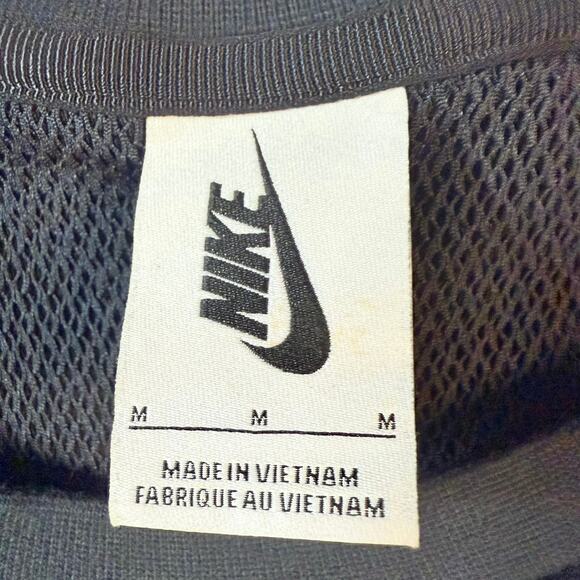 NIKE
M M M
MADE IN VIETNAM
FABRIQUE AU VIETNAM